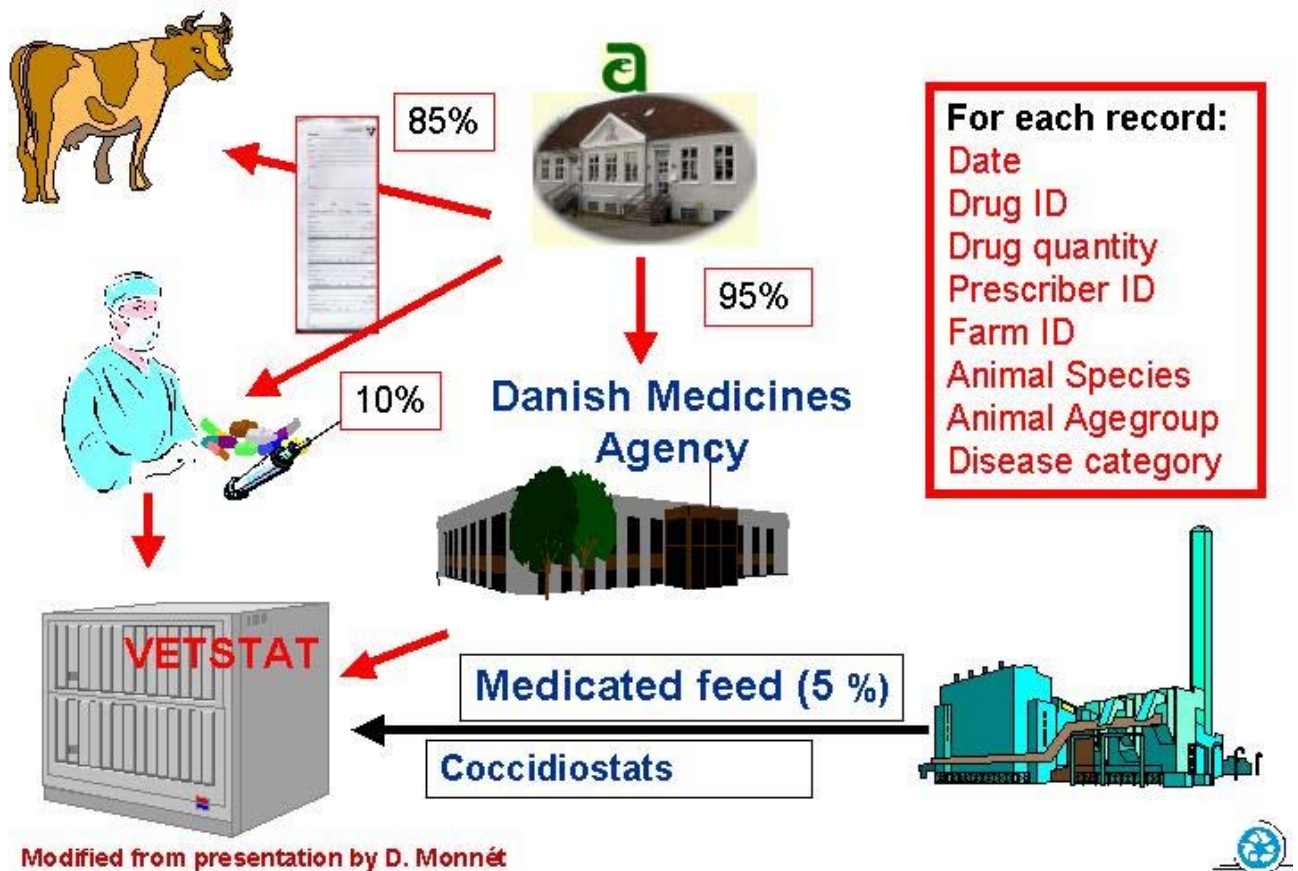 a
85%
95%
10%
Danish Medicines
Agency
For each record:
Date
Drug ID
Drug quantity
Prescriber ID
Farm ID
Animal Species
Animal Agegroup
Disease category
VETSTAT
Medicated feed (5 %)
Coccidiostats
Modified from presentation by D. Monnét